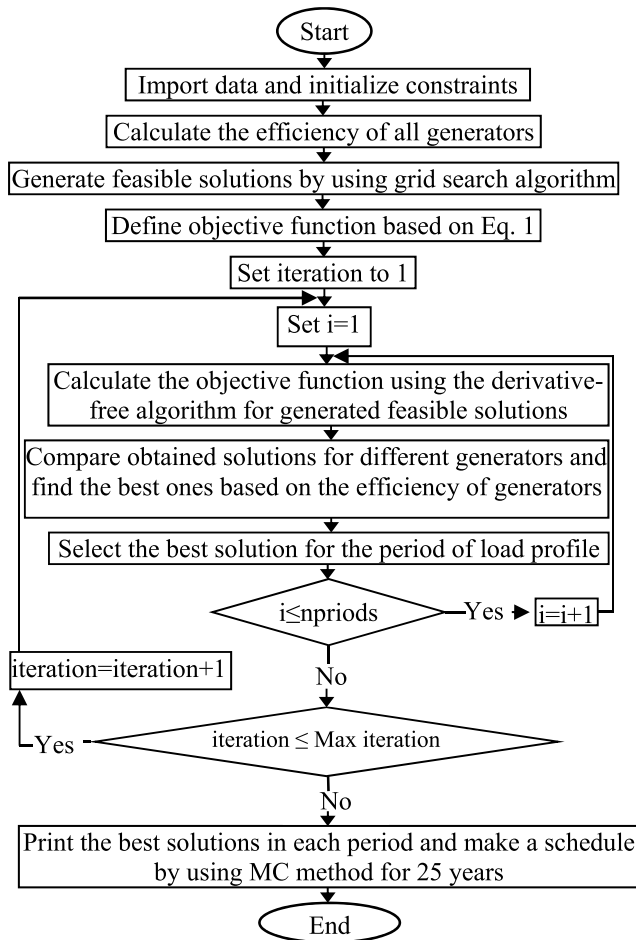 Start
Import data and initialize constraints
Calculate the efficiency of all generators
Generate feasible solutions by using grid search algorithm
Define objective function based on Eq. 1
Set iteration to 1
Set i=1
Calculate the objective function using the derivative-
free algorithm for generated feasible solutions
Compare obtained solutions for different generators and
find the best ones based on the efficiency of generators
Select the best solution for the period of load profile
i≤npriods
Yes
i=i+1
No
iteration=iteration+1
iteration ≤ Max iteration
Yes
No
Print the best solutions in each period and make a schedule
by using MC method for 25 years
End